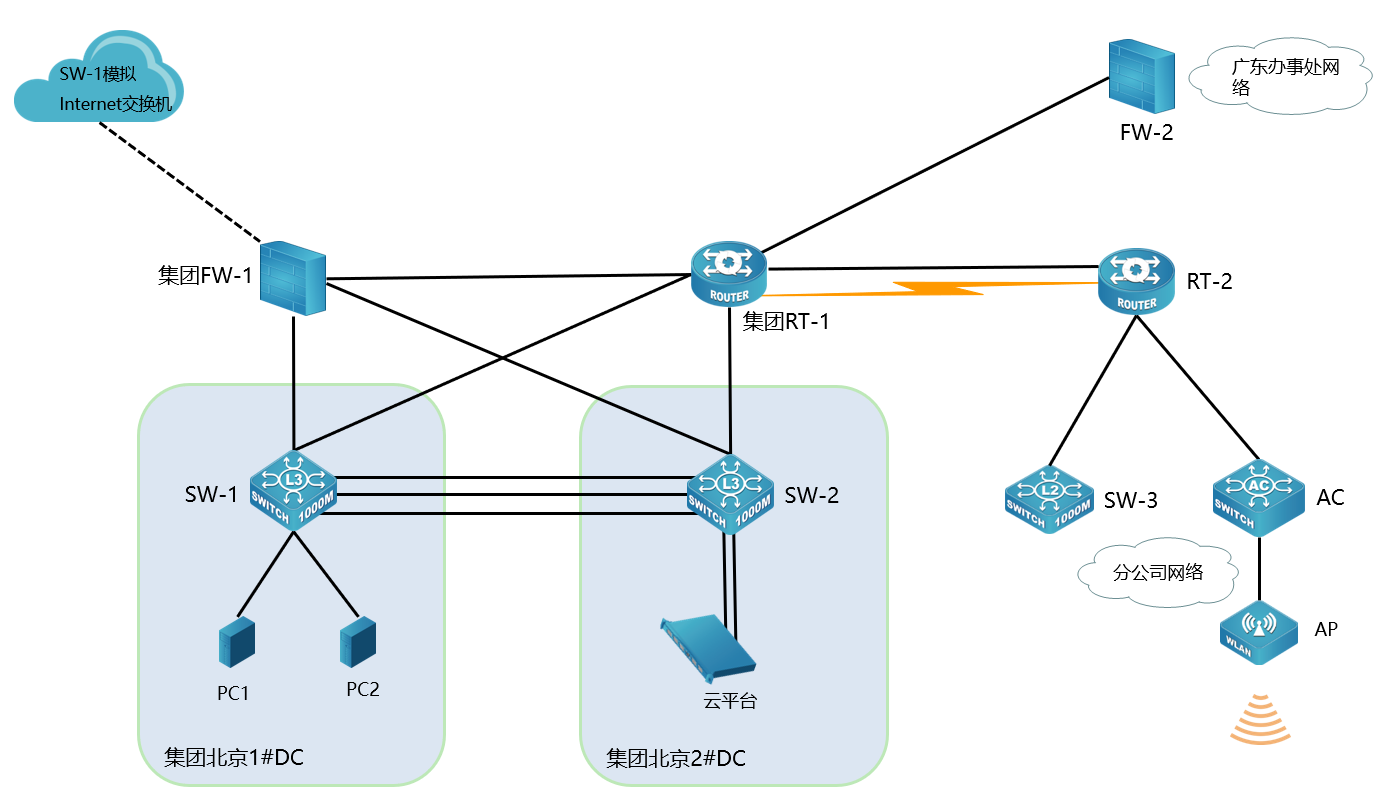 SW-1模拟
Internet交换机
广东办事处网
络
FW-2
集团FW-1
ROUTER
集团RT-1
ROUTER
RT-2
SW-1
L3
SWITCH 1000M
L3
SWITCH 1000M
SW-2
L2
SWITCH 1000M
SW-3
AC
SWITCH
AC
分公司网络
WLAN
AP
PC1
PC2
云平台
集团北京1#DC
集团北京2#DC